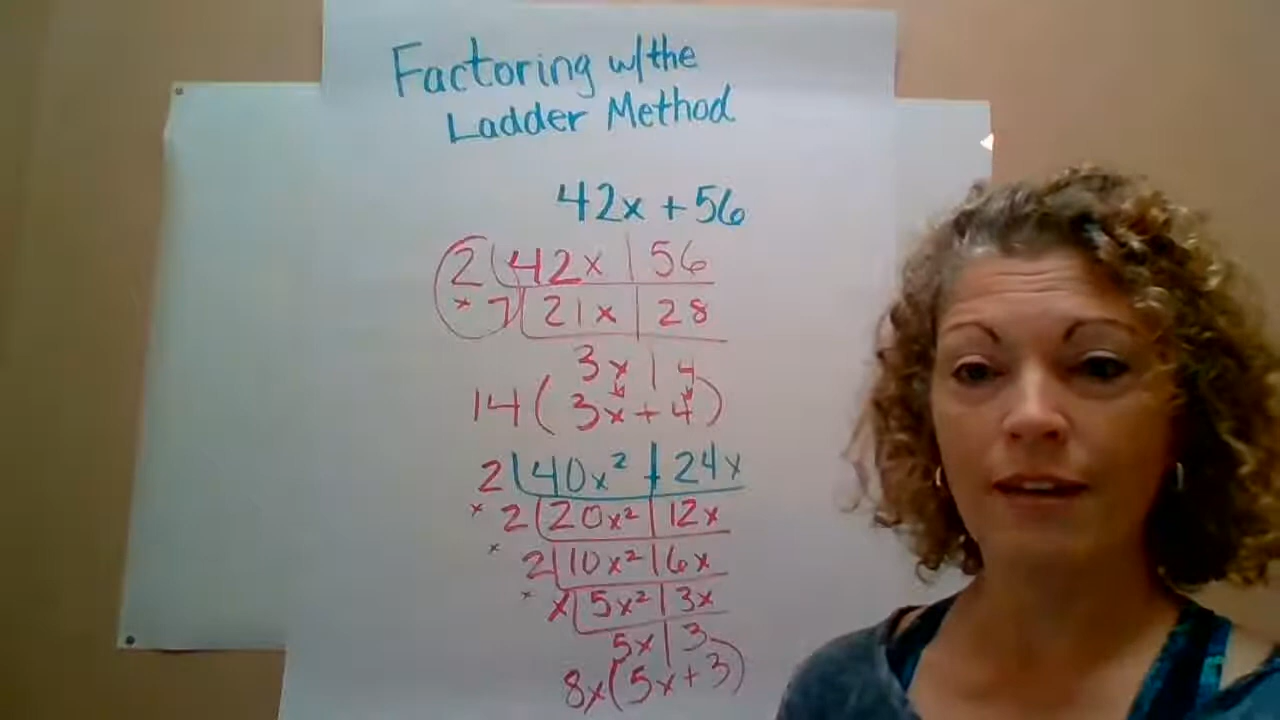 Factoring w/the
Ladder Method
42x + 56
2 | 42x | 56
* 7 | 21x | 28
3x | 4
14 ( 3x + 4 )
2 | 40x² + 24x
* 2 | 20x² | 12x
* 2 | 10x² | 6x
* x | 5x² | 3x
5x | 3
8x(5x+3)